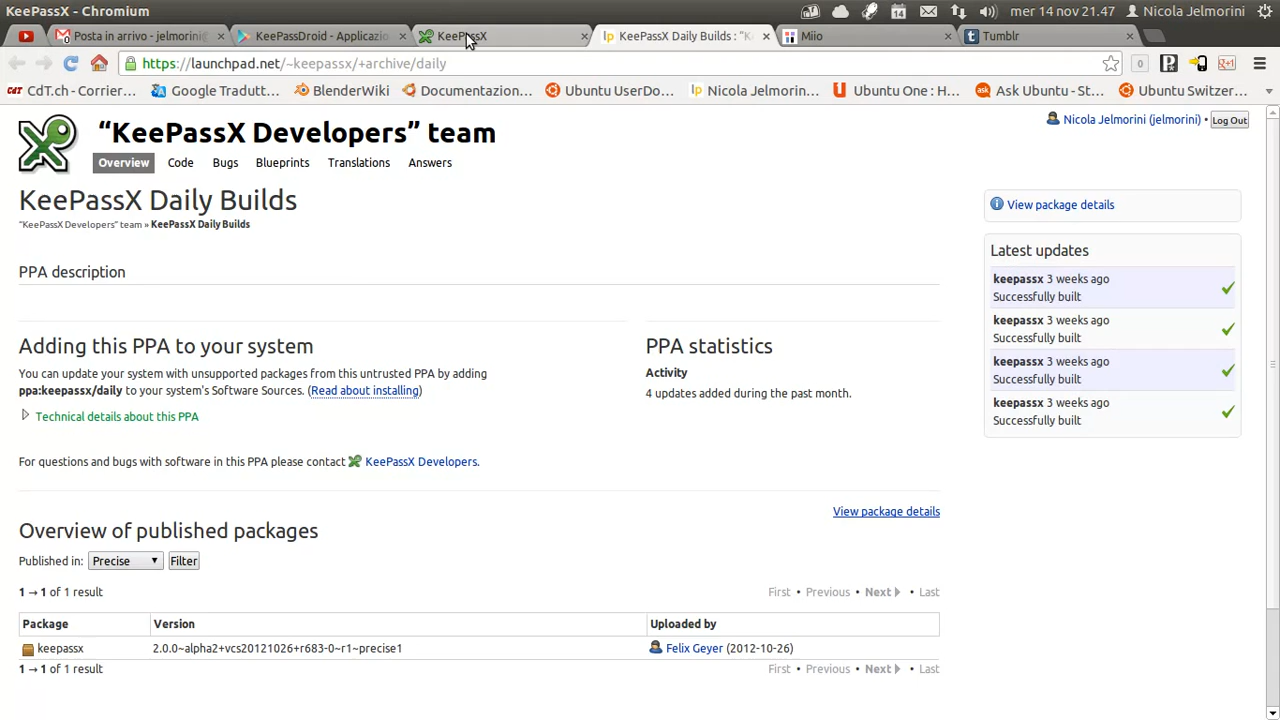 KeePassX - Chromium
14
mer 14 nov 21.47
Nicola Jelmorini
Posta in arrivo - jelmorini@
KeePassDroid - Applicazio
KeePassX
KeePassX Daily Builds : "K
Miio
Tumblr
https://launchpad.net/~keepassx/+archive/daily
0
CdT.ch - Corrier...
Google Tradutt...
BlenderWiki
Documentazion...
Ubuntu UserDo...
Nicola Jelmorin...
Ubuntu One : H...
Ask Ubuntu - St...
Ubuntu Switzer...
“KeePassX Developers” team
Nicola Jelmorini (jelmorini) • Log Out
Overview
Code
Bugs
Blueprints
Translations
Answers
KeePassX Daily Builds
“KeePassX Developers” team » KeePassX Daily Builds
View package details
Latest updates
keepassx 3 weeks ago
Successfully built
keepassx 3 weeks ago
Successfully built
keepassx 3 weeks ago
Successfully built
keepassx 3 weeks ago
Successfully built
PPA description
Adding this PPA to your system
You can update your system with unsupported packages from this untrusted PPA by adding
ppa:keepassx/daily to your system's Software Sources. (Read about installing)
Technical details about this PPA
PPA statistics
Activity
4 updates added during the past month.
For questions and bugs with software in this PPA please contact KeePassX Developers.
View package details
Overview of published packages
Published in: Precise Filter
1 → 1 of 1 result
First • Previous • Next • Last
Package Version Uploaded by
keepassx 2.0.0~alpha2+vcs20121026+r683-0~r1~precise1 Felix Geyer (2012-10-26)
1 → 1 of 1 result
First • Previous • Next • Last